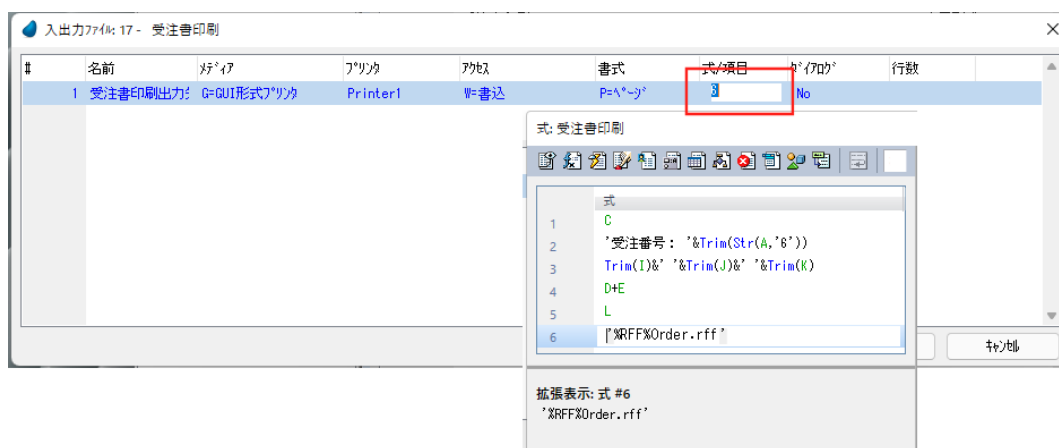 入出力ﾌｧｲﾙ: 17 - 受注書印刷
# 名前 ﾒﾃﾞｨｱ ﾌﾟﾘﾝﾀ ｱｸｾｽ 書式 式/項目 ﾀﾞｲｱﾛｸﾞ 行数
1 受注書印刷出力 G=GUI形式ﾌﾟﾘﾝﾀ Printer1 W=書込 P=ﾍﾟｰｼﾞ 6 No
式: 受注書印刷
式
1 C
2 '受注番号： '&Trim(Str(A,'6'))
3 Trim(I)&' '&Trim(J)&' '&Trim(K)
4 D+E
5 L
6 '%RFF%Order.rff'
ｷｬﾝｾﾙ
拡張表示: 式 #6
'%RFF%Order.rff'